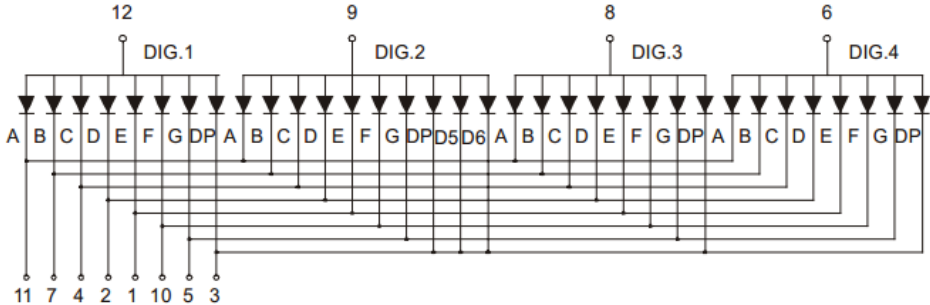 12 9 8 6
DIG.1 DIG.2 DIG.3 DIG.4
A B C D E F G DP A B C D E F G DP D5 D6 A B C D E F G DP A B C D E F G DP
11 7 4 2 1 10 5 3